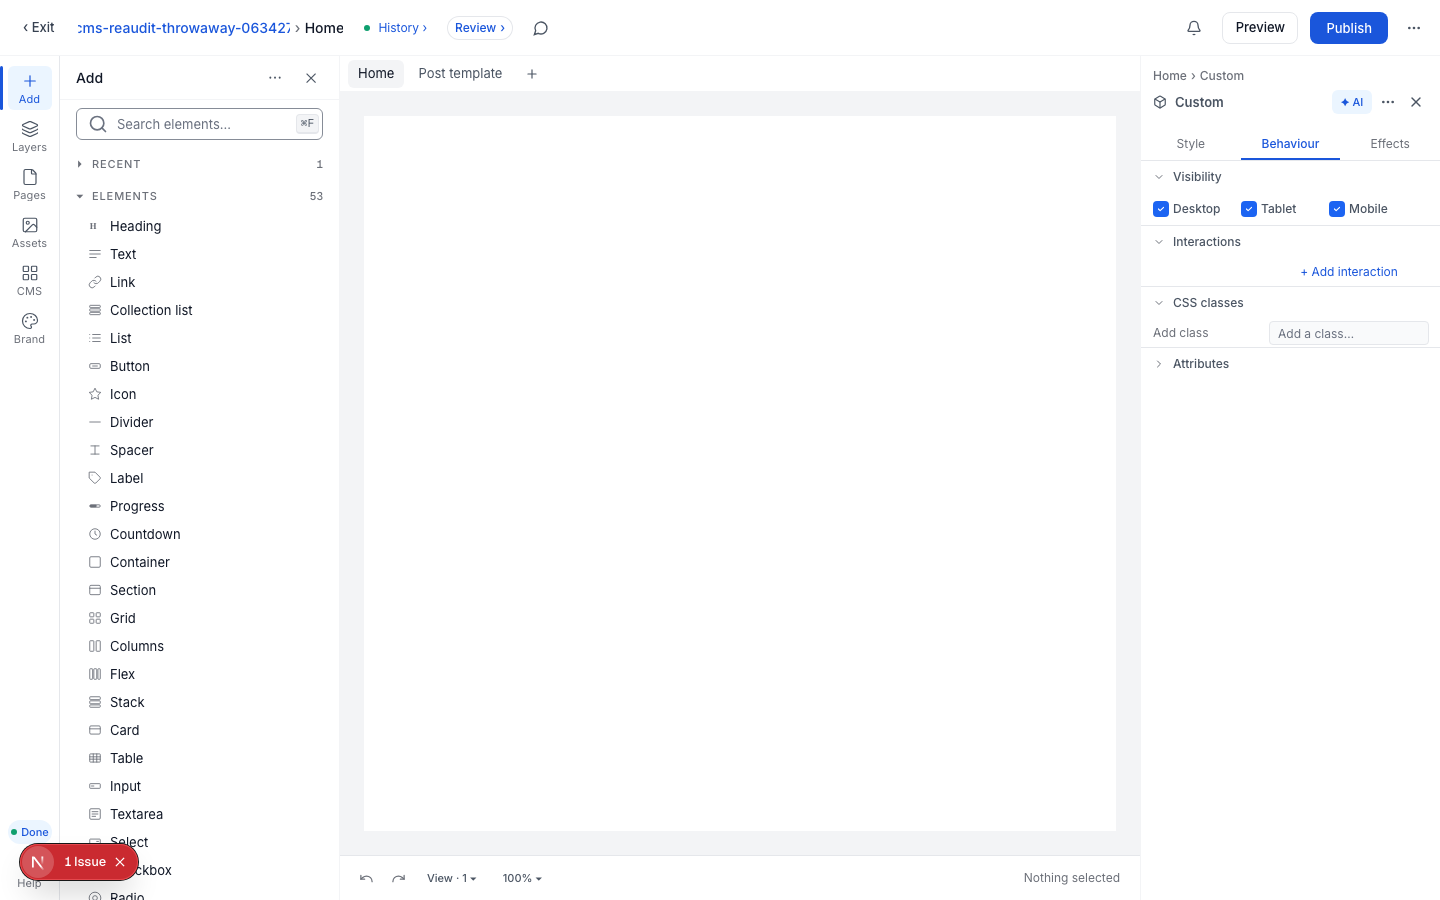 ‹ Exit
cms-reaudit-throwaway-063427 › Home
History ›
Review ›
Preview
Publish
Add
Layers
Pages
Assets
CMS
Brand
Done
1 Issue
Help
Add
Search elements...
⌘F
RECENT 1
ELEMENTS 53
Heading
Text
Link
Collection list
List
Button
Icon
Divider
Spacer
Label
Progress
Countdown
Container
Section
Grid
Columns
Flex
Stack
Card
Table
Input
Textarea
Select
ckbox
Radio
Home
Post template
View · 1
100%
Nothing selected
Home › Custom
Custom
AI
Style
Behaviour
Effects
Visibility
Desktop
Tablet
Mobile
Interactions
+ Add interaction
CSS classes
Add class
Add a class...
Attributes